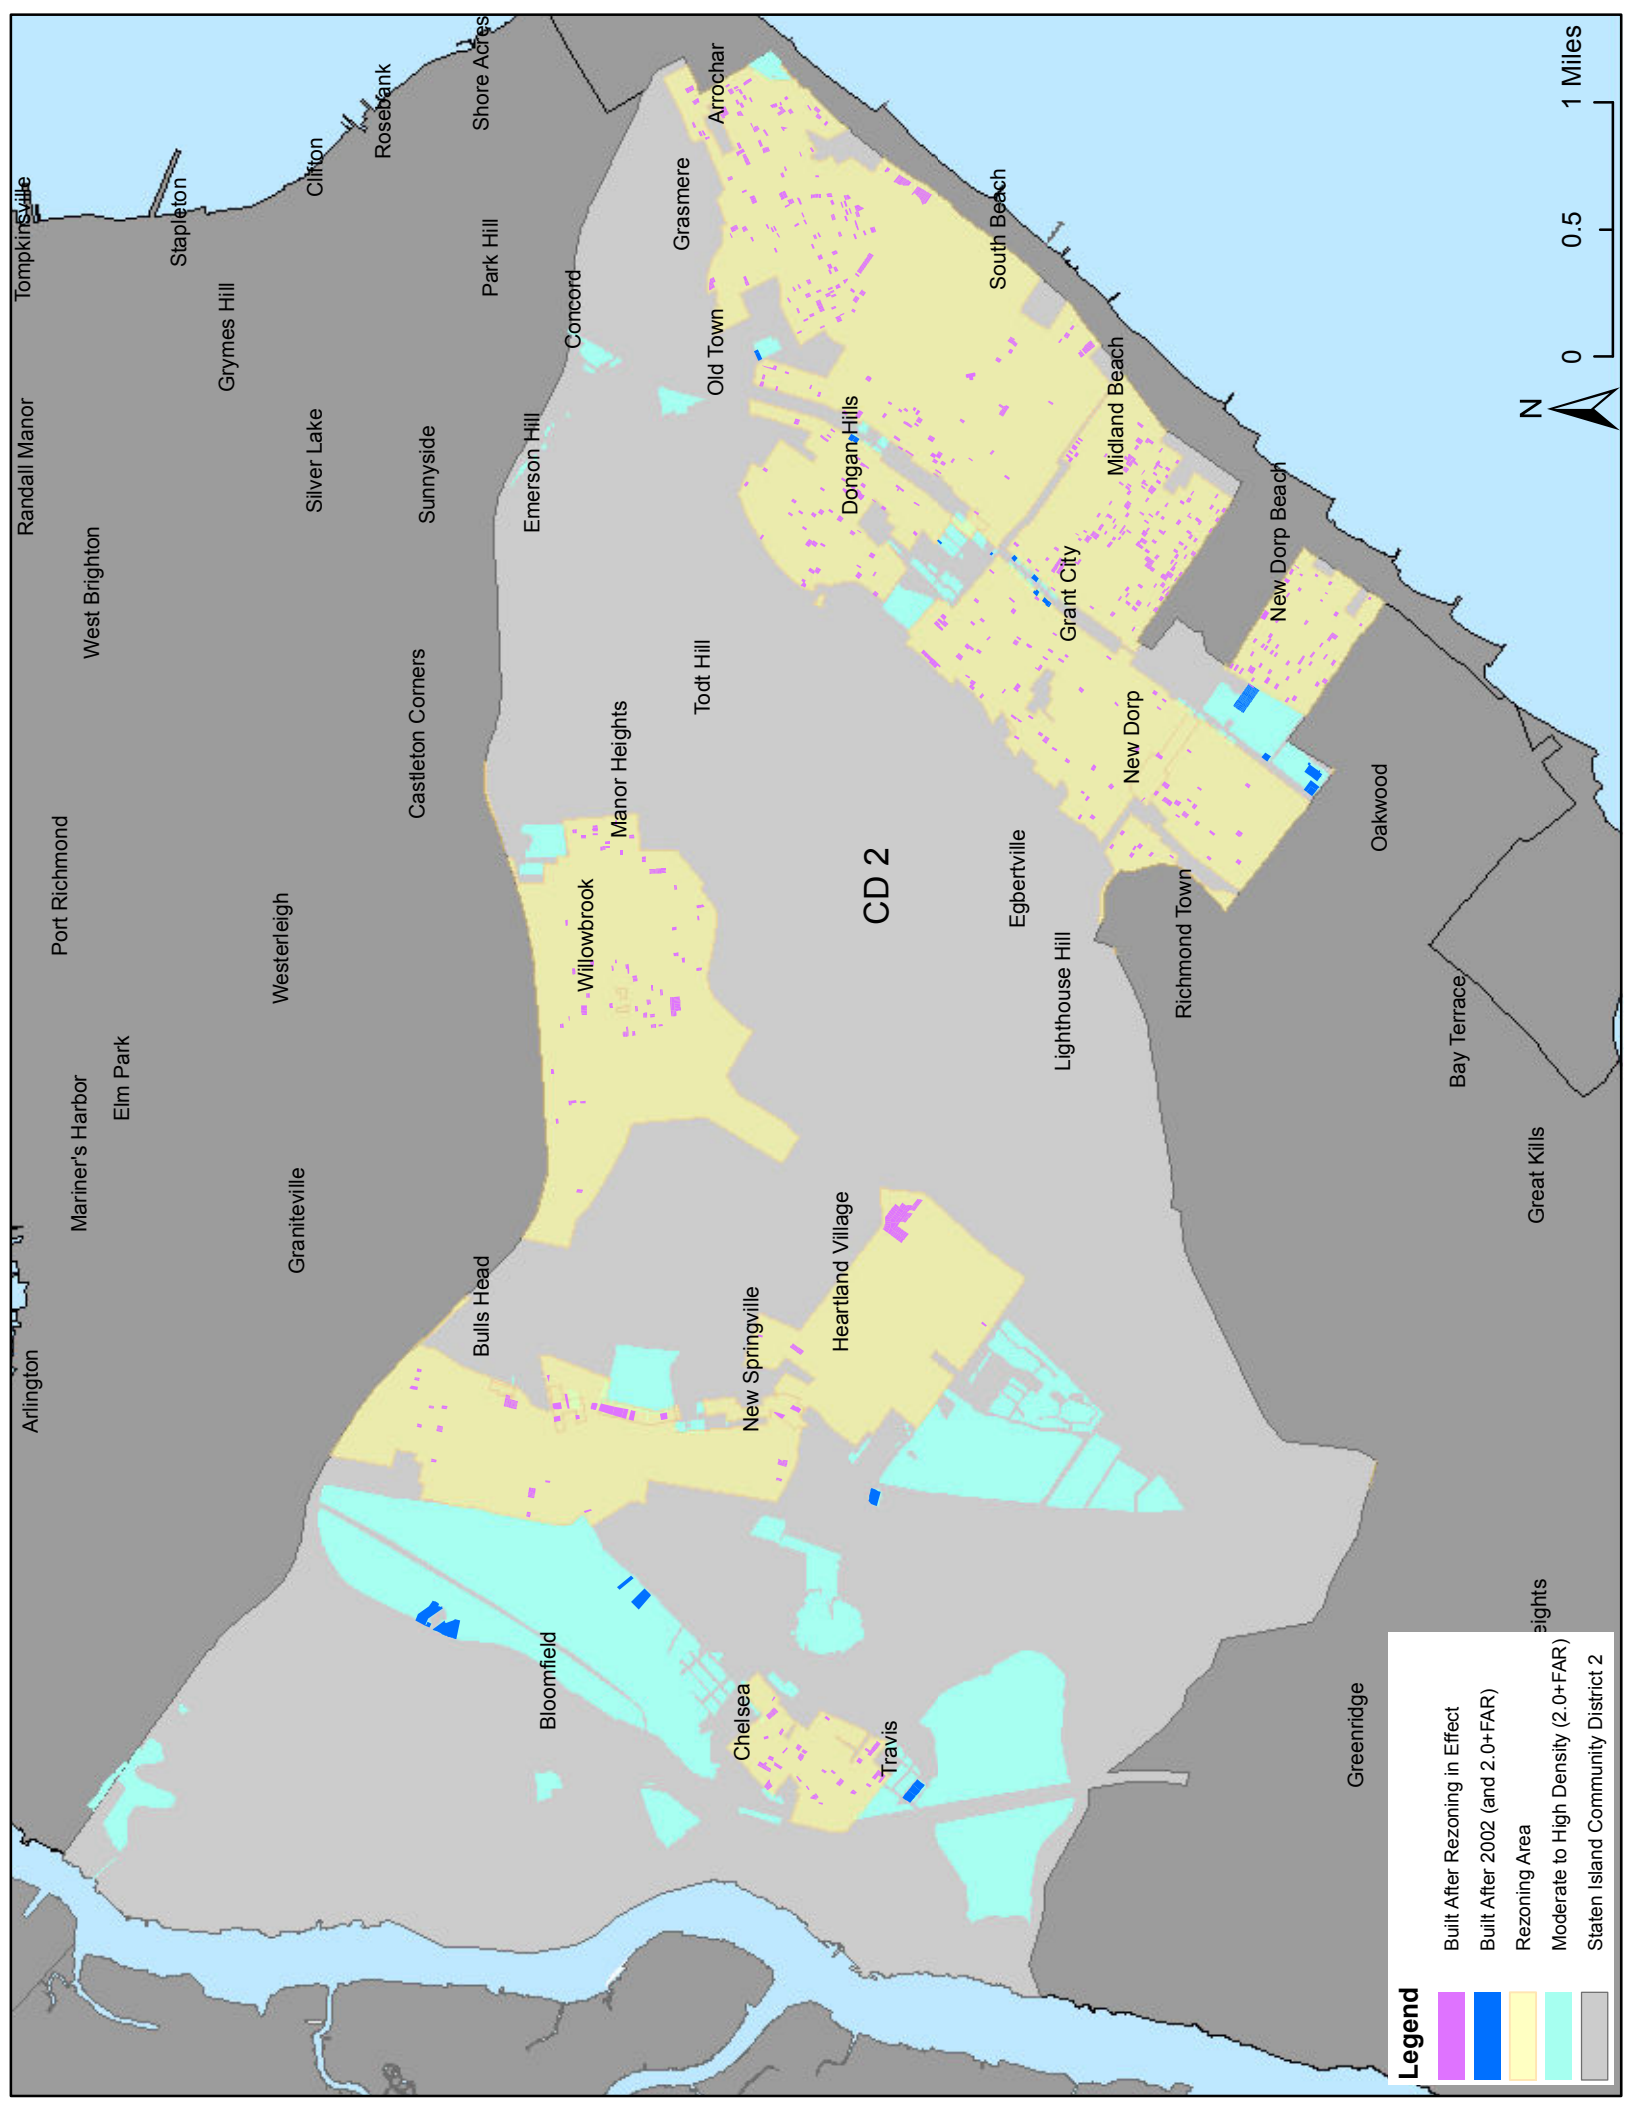 Arlington
Mariner's Harbor
Elm Park
Port Richmond
West Brighton
Randall Manor
Tompkinsville
Stapleton
Grymes Hill
Clifton
Rosebank
Shore Acres
Silver Lake
Sunnyside
Park Hill
Westerleigh
Graniteville
Castleton Corners
Emerson Hill
Concord
Grasmere
Arrochar
Old Town
Bulls Head
Willowbrook
Manor Heights
Todt Hill
Dongan Hills
South Beach
Bloomfield
New Springville
Heartland Village
CD 2
Egbertville
Lighthouse Hill
Grant City
Midland Beach
New Dorp
New Dorp Beach
Chelsea
Travis
Richmond Town
Oakwood
Bay Terrace
Great Kills
Greenridge
eights
N
0 0.5 1 Miles
Legend
Built After Rezoning in Effect
Built After 2002 (and 2.0+FAR)
Rezoning Area
Moderate to High Density (2.0+FAR)
Staten Island Community District 2